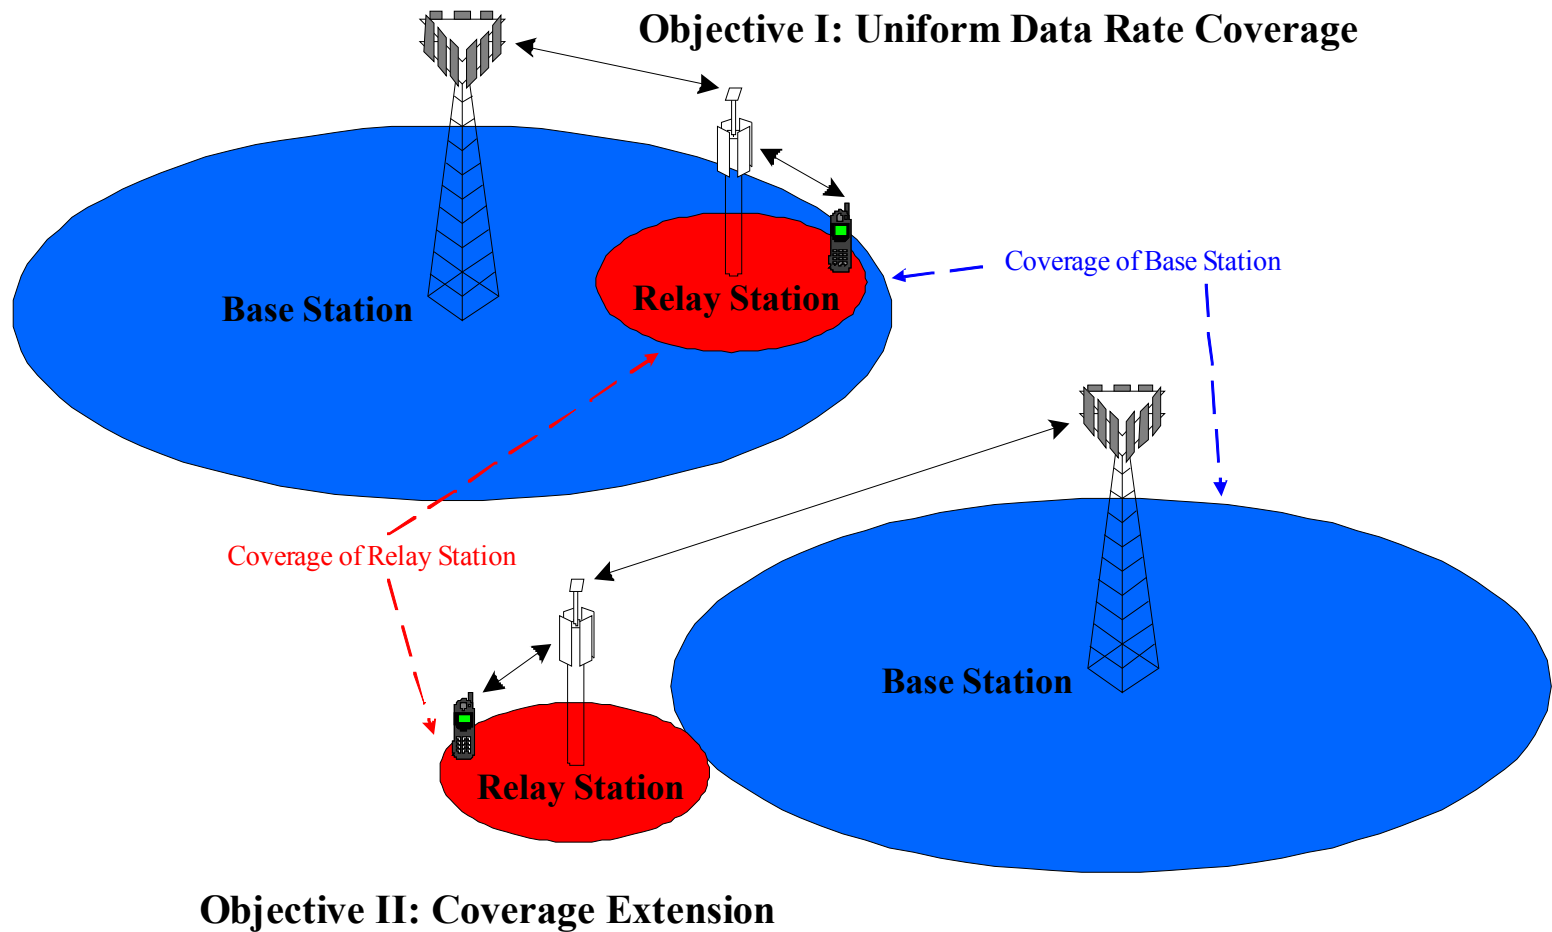 Objective I: Uniform Data Rate Coverage
Coverage of Base Station
Base Station
Relay Station
Coverage of Relay Station
Base Station
Relay Station
Objective II: Coverage Extension